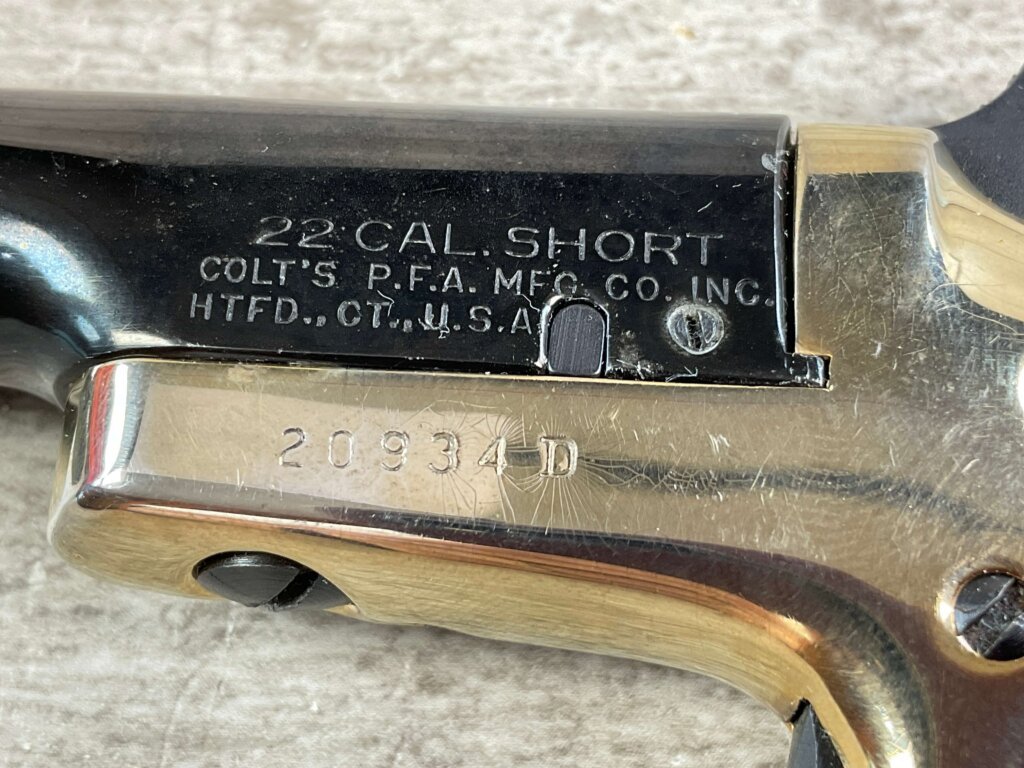 22 CAL. SHORT
COLT'S P.F.A. MFG. CO. INC.
HTFD., CT., U.S.A
20934D